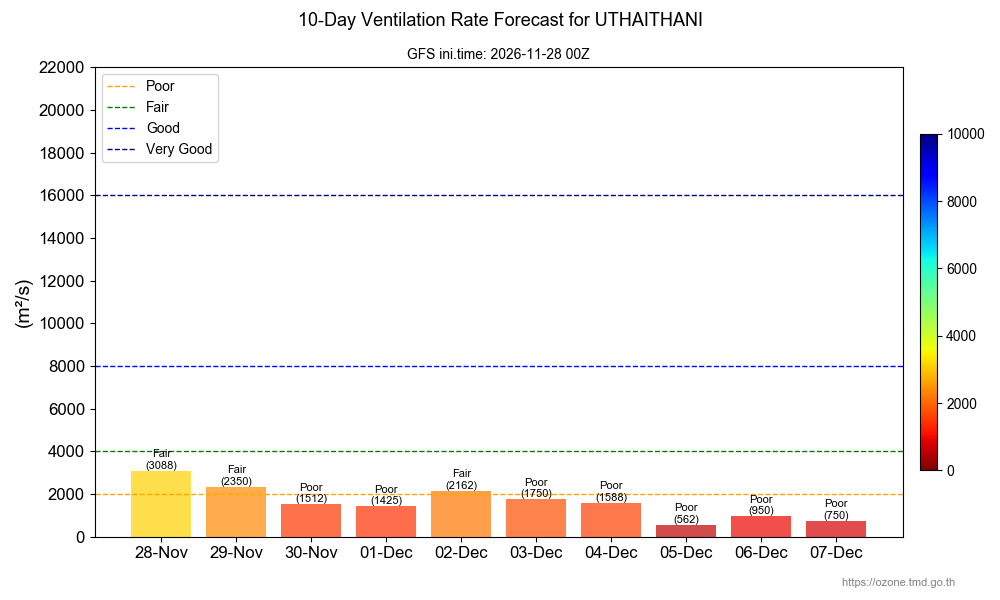 10-Day Ventilation Rate Forecast for UTHAITHANI
GFS ini.time: 2026-11-28 00Z
(m²/s)
22000
20000
18000
16000
14000
12000
10000
8000
6000
4000
2000
0
Poor
Fair
Good
Very Good
Fair
(3088)
Fair
(2350)
Poor
(1512)
Poor
(1425)
Fair
(2162)
Poor
(1750)
Poor
(1588)
Poor
(562)
Poor
(950)
Poor
(750)
28-Nov 29-Nov 30-Nov 01-Dec 02-Dec 03-Dec 04-Dec 05-Dec 06-Dec 07-Dec
10000
8000
6000
4000
2000
0
https://ozone.tmd.go.th